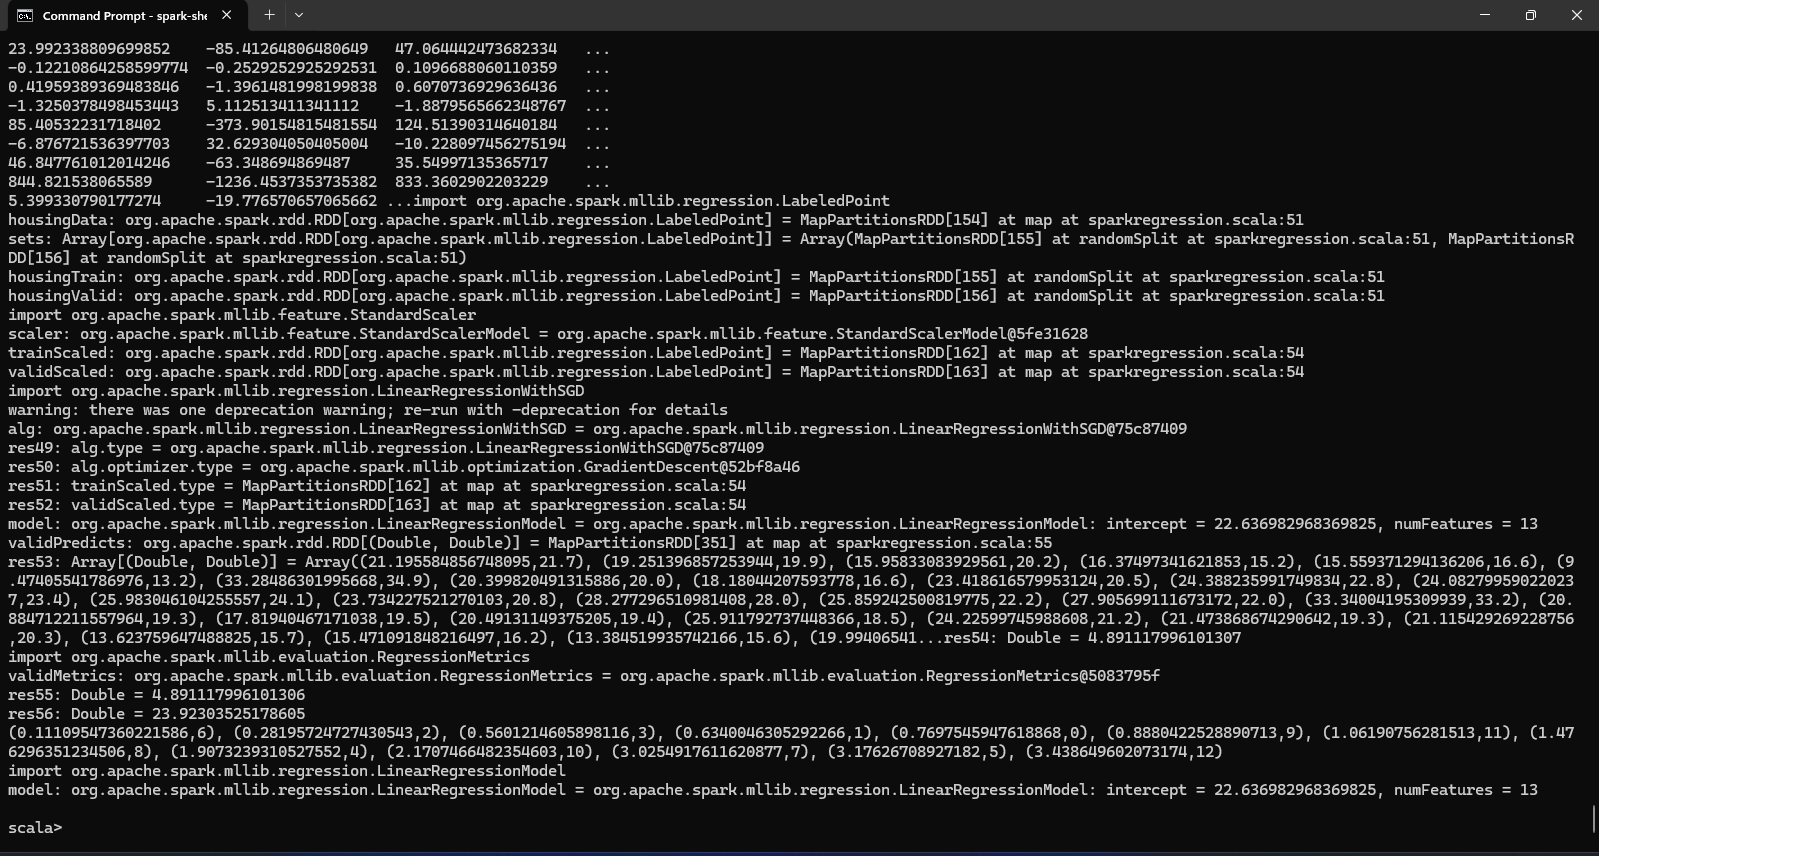 Command Prompt - spark-she
23.992338809699852 -85.41264806480649 47.064442473682334 ...
-0.12210864258599774 -0.2529252925292531 0.1096688060110359 ...
0.41959389369483846 -1.3961481998199838 0.6070736929636436 ...
-1.3250378498453443 5.112513411341112 -1.8879565662348767 ...
85.40532231718402 -373.90154815481554 124.51390314640184 ...
-6.876721536397703 32.629304050405004 -10.228097456275194 ...
46.847761012014246 -63.348694869487 35.54997135365717 ...
844.821538065589 -1236.4537353735382 833.3602902203229 ...
5.399330790177274 -19.776570657065662 ...import org.apache.spark.mllib.regression.LabeledPoint
housingData: org.apache.spark.rdd.RDD[org.apache.spark.mllib.regression.LabeledPoint] = MapPartitionsRDD[154] at map at sparkregression.scala:51
sets: Array[org.apache.spark.rdd.RDD[org.apache.spark.mllib.regression.LabeledPoint]] = Array(MapPartitionsRDD[155] at randomSplit at sparkregression.scala:51, MapPartitionsR
DD[156] at randomSplit at sparkregression.scala:51)
housingTrain: org.apache.spark.rdd.RDD[org.apache.spark.mllib.regression.LabeledPoint] = MapPartitionsRDD[155] at randomSplit at sparkregression.scala:51
housingValid: org.apache.spark.rdd.RDD[org.apache.spark.mllib.regression.LabeledPoint] = MapPartitionsRDD[156] at randomSplit at sparkregression.scala:51
import org.apache.spark.mllib.feature.StandardScaler
scaler: org.apache.spark.mllib.feature.StandardScalerModel = org.apache.spark.mllib.feature.StandardScalerModel@5fe31628
trainScaled: org.apache.spark.rdd.RDD[org.apache.spark.mllib.regression.LabeledPoint] = MapPartitionsRDD[162] at map at sparkregression.scala:54
validScaled: org.apache.spark.rdd.RDD[org.apache.spark.mllib.regression.LabeledPoint] = MapPartitionsRDD[163] at map at sparkregression.scala:54
import org.apache.spark.mllib.regression.LinearRegressionWithSGD
warning: there was one deprecation warning; re-run with -deprecation for details
alg: org.apache.spark.mllib.regression.LinearRegressionWithSGD = org.apache.spark.mllib.regression.LinearRegressionWithSGD@75c87409
res49: alg.type = org.apache.spark.mllib.regression.LinearRegressionWithSGD@75c87409
res50: alg.optimizer.type = org.apache.spark.mllib.optimization.GradientDescent@52bf8a46
res51: trainScaled.type = MapPartitionsRDD[162] at map at sparkregression.scala:54
res52: validScaled.type = MapPartitionsRDD[163] at map at sparkregression.scala:54
model: org.apache.spark.mllib.regression.LinearRegressionModel = org.apache.spark.mllib.regression.LinearRegressionModel: intercept = 22.636982968369825, numFeatures = 13
validPredicts: org.apache.spark.rdd.RDD[(Double, Double)] = MapPartitionsRDD[351] at map at sparkregression.scala:55
res53: Array[(Double, Double)] = Array((21.195584856748095,21.7), (19.251396857253944,19.9), (15.95833083929561,20.2), (16.37497341621853,15.2), (15.559371294136206,16.6), (9
.47405541786976,13.2), (33.28486301995668,34.9), (20.399820491315886,20.0), (18.18044207593778,16.6), (23.418616579953124,20.5), (24.388235991749834,22.8), (24.08279959022023
7,23.4), (25.983046104255557,24.1), (23.734227521270103,20.8), (28.277296510981408,28.0), (25.859242500819775,22.2), (27.905699111673172,22.0), (33.34004195309939,33.2), (20.
884712211557964,19.3), (17.81940467171038,19.5), (20.49131149375205,19.4), (25.911792737448366,18.5), (24.22599745988608,21.2), (21.473868674290642,19.3), (21.115429269228756
,20.3), (13.623759647488825,15.7), (15.471091848216497,16.2), (13.384519935742166,15.6), (19.99406541...res54: Double = 4.891117996101307
import org.apache.spark.mllib.evaluation.RegressionMetrics
validMetrics: org.apache.spark.mllib.evaluation.RegressionMetrics = org.apache.spark.mllib.evaluation.RegressionMetrics@5083795f
res55: Double = 4.891117996101306
res56: Double = 23.92303525178605
(0.11109547360221586,6), (0.28195724727430543,2), (0.5601214605898116,3), (0.6340046305292266,1), (0.7697545947618868,0), (0.8880422528890713,9), (1.06190756281513,11), (1.47
6296351234506,8), (1.9073239310527552,4), (2.1707466482354603,10), (3.0254917611620877,7), (3.17626708927182,5), (3.438649602073174,12)
import org.apache.spark.mllib.regression.LinearRegressionModel
model: org.apache.spark.mllib.regression.LinearRegressionModel = org.apache.spark.mllib.regression.LinearRegressionModel: intercept = 22.636982968369825, numFeatures = 13
scala>